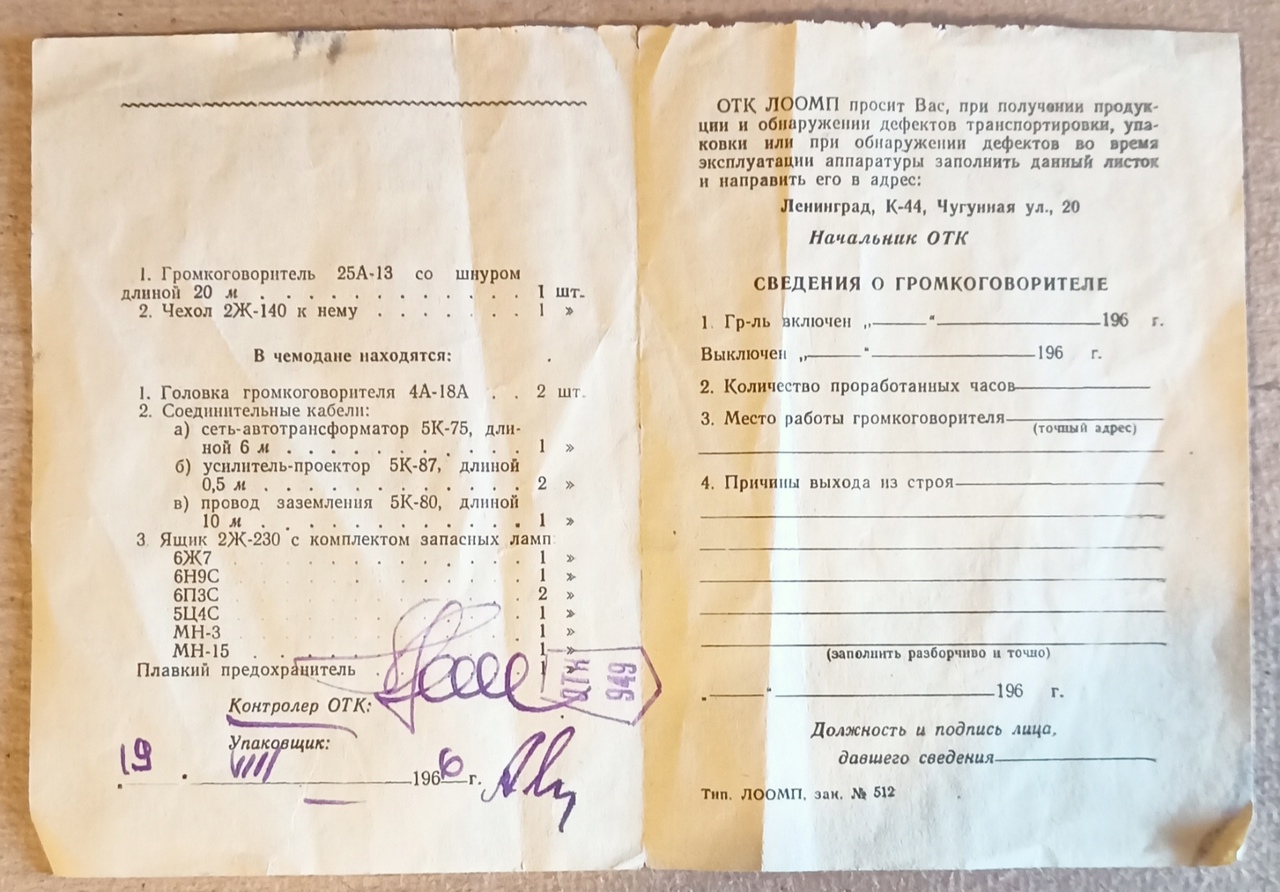 1. Громкоговоритель 25А-13 со шнуром
длиной 20 м . . . . . . . . . . . . 1 шт.
2. Чехол 2Ж-140 к нему . . . . . . . 1 »
В чемодане находятся:
1. Головка громкоговорителя 4А-18А . . 2 шт.
2. Соединительные кабели:
а) сеть-автотрансформатор 5К-75, дли-
ной 6 м . . . . . . . . . . . 1 »
б) усилитель-проектор 5К-87, длиной
0,5 м . . . . . . . . . . . . 2 »
в) провод заземления 5К-80, длиной
10 м . . . . . . . . . . . . 1 »
3 Ящик 2Ж-230 с комплектом запасных ламп:
6Ж7 . . . . . . . . . . . . 1 »
6Н9С . . . . . . . . . . . . 1 »
6П3С . . . . . . . . . . . . 2 »
5Ц4С . . . . . . . . . . . . 1 »
МН-3 . . . . . . . . . . . . 1 »
МН-15 . . . . . . . . . . . . 1 »
Плавкий предохранитель . . . . 1 »
ОТК
949
Контролер ОТК:
Упаковщик:
19 . VIII 1966 г.
ОТК ЛООМП просит Вас, при получении продук-
ции и обнаружении дефектов транспортировки, упа-
ковки или при обнаружении дефектов во время
эксплуатации аппаратуры заполнить данный листок
и направить его в адрес:
Ленинград, К-44, Чугунная ул., 20
Начальник ОТК
СВЕДЕНИЯ О ГРОМКОГОВОРИТЕЛЕ
1. Гр-ль включен „ “ 196 г.
Выключен „ “ 196 г.
2. Количество проработанных часов
3. Место работы громкоговорителя
(точный адрес)
4. Причины выхода из строя
(заполнить разборчиво и точно)
„ “ 196 г.
Должность и подпись лица,
давшего сведения
Тип. ЛООМП, зак. № 512